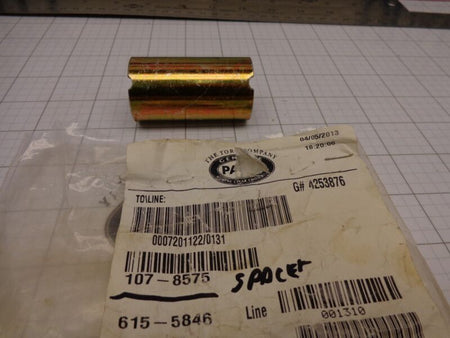 04/05/2013
16:20:06
THE TORO COMPANY
G# 4253876
TO\LINE:
0007201122/0131
107-8575
SPACER
615-5846
Line
001310